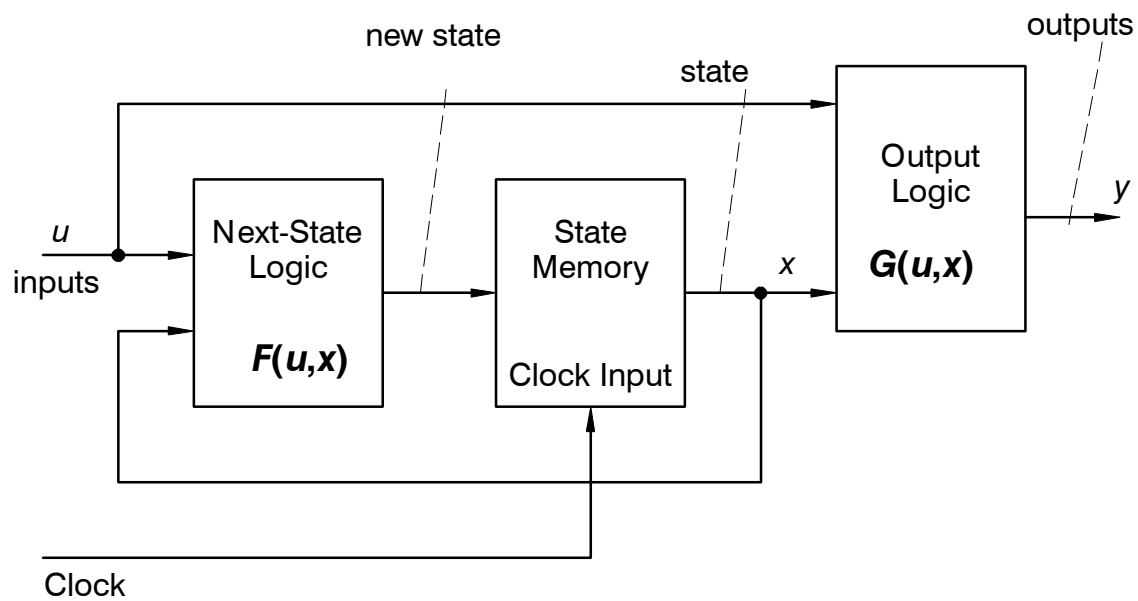 new state
state
outputs
u
inputs
Next-State
Logic
F(u,x)
State
Memory
Clock Input
x
Output
Logic
G(u,x)
y
Clock